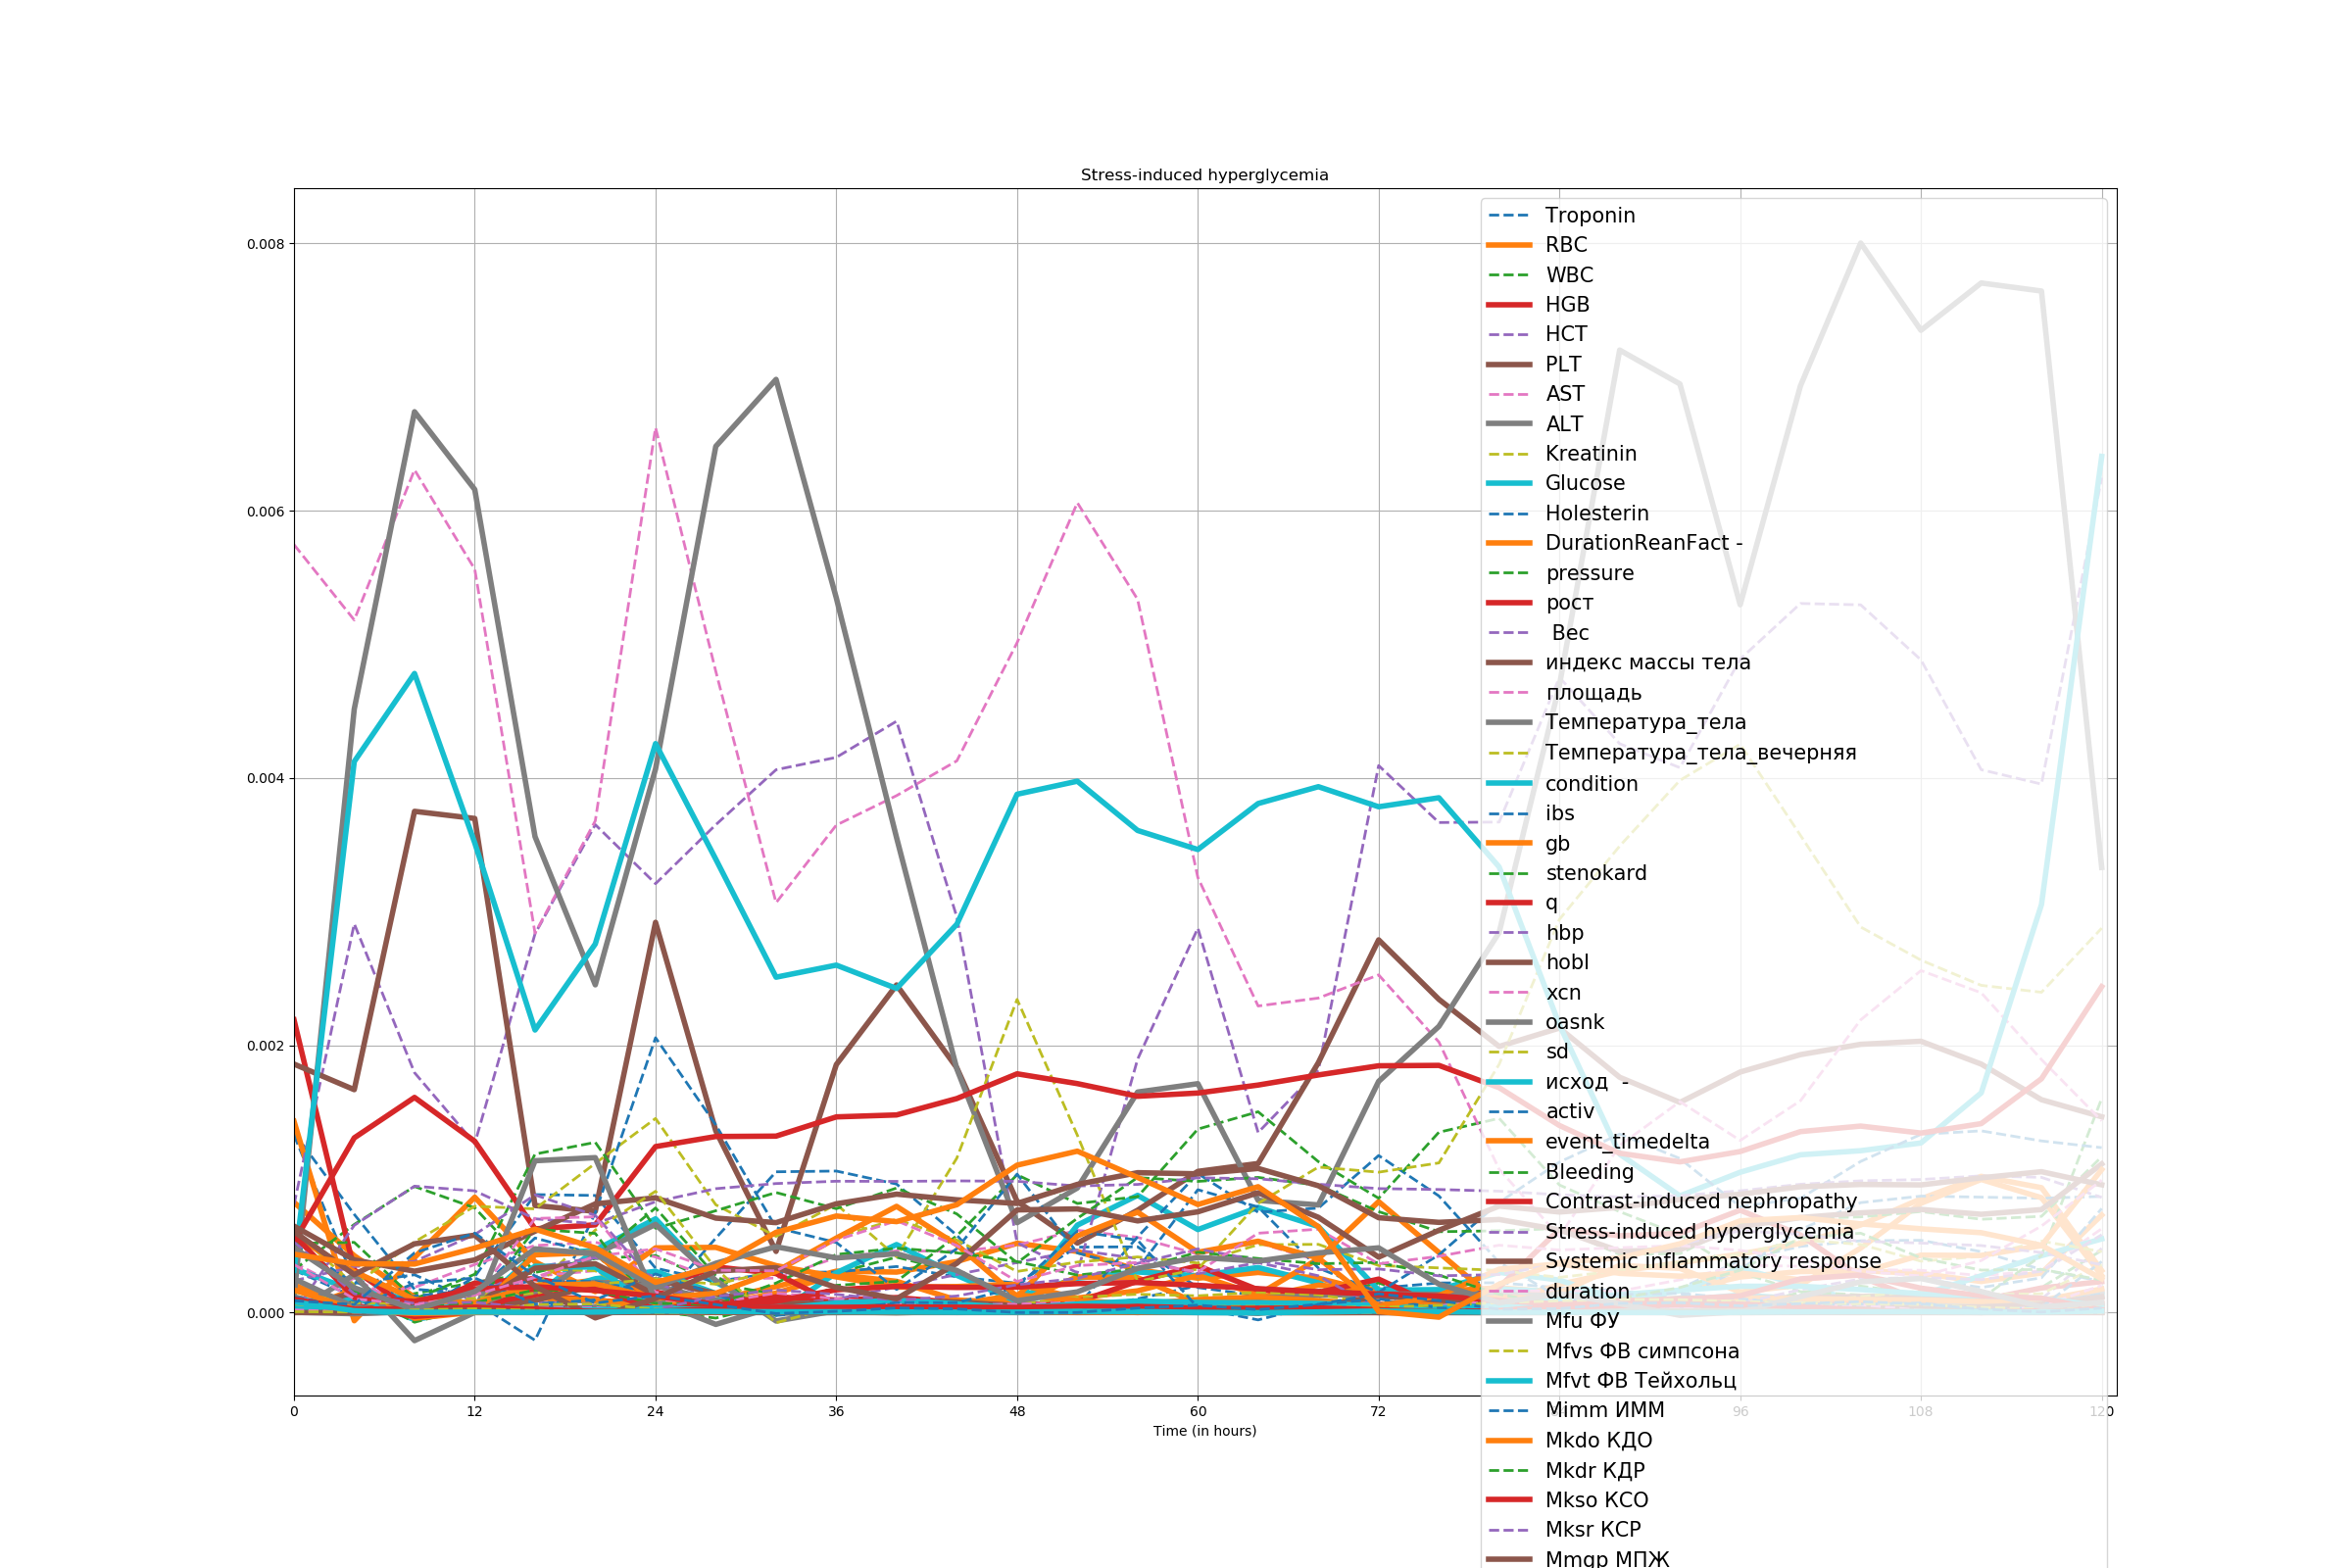 Stress-induced hyperglycemia
0.008
0.006
0.004
0.002
0.000
0
12
24
36
48
60
72
96
108
120
Time (in hours)
Troponin
RBC
WBC
HGB
HCT
PLT
AST
ALT
Kreatinin
Glucose
Holesterin
DurationReanFact -
pressure
рост
Вес
индекс массы тела
площадь
Температура_тела
Температура_тела_вечерняя
condition
ibs
gb
stenokard
q
hbp
hobl
xcn
oasnk
sd
исход -
activ
event_timedelta
Bleeding
Contrast-induced nephropathy
Stress-induced hyperglycemia
Systemic inflammatory response
duration
Mfu ФУ
Mfvs ФВ симпсона
Mfvt ФВ Тейхольц
Mimm ИММ
Mkdo КДО
Mkdr КДР
Mkso КСО
Mksr КСР
Mmgp МПЖ